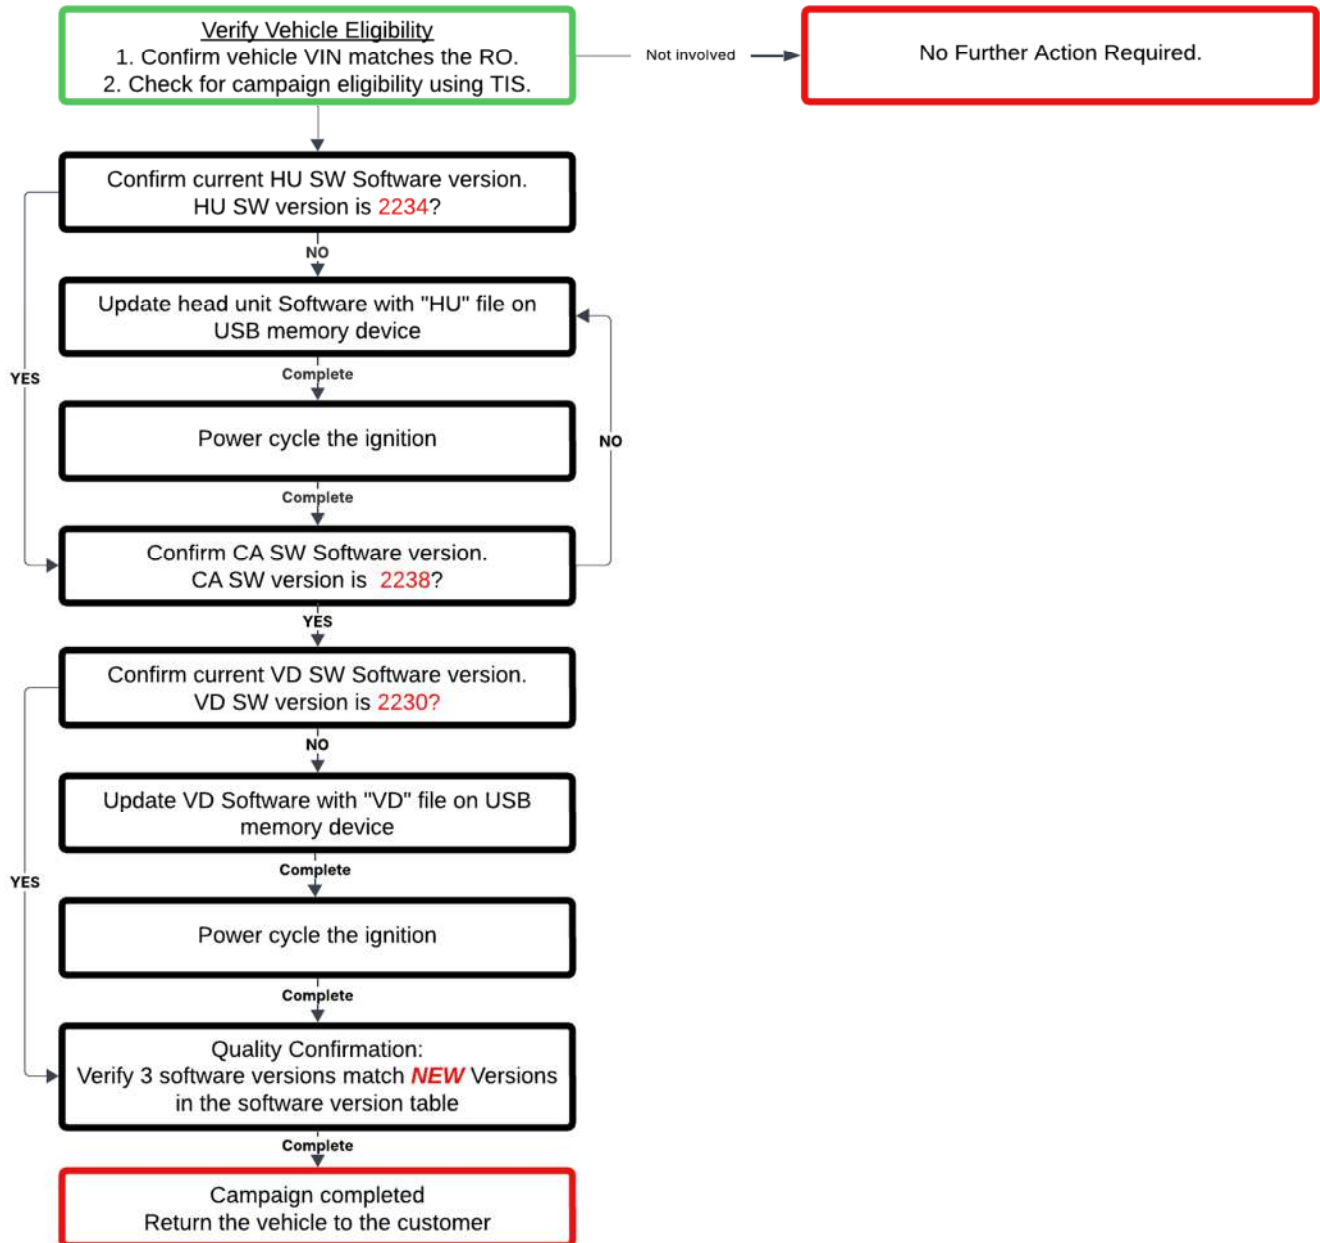 Verify Vehicle Eligibility
1. Confirm vehicle VIN matches the RO.
2. Check for campaign eligibility using TIS.
Not involved
No Further Action Required.
Confirm current HU SW Software version.
HU SW version is 2234?
NO
Update head unit Software with "HU" file on
USB memory device
YES
Complete
Power cycle the ignition
NO
Complete
Confirm CA SW Software version.
CA SW version is 2238?
YES
Confirm current VD SW Software version.
VD SW version is 2230?
NO
Update VD Software with "VD" file on USB
memory device
Complete
YES
Power cycle the ignition
Complete
Quality Confirmation:
Verify 3 software versions match NEW Versions
in the software version table
Complete
Campaign completed
Return the vehicle to the customer